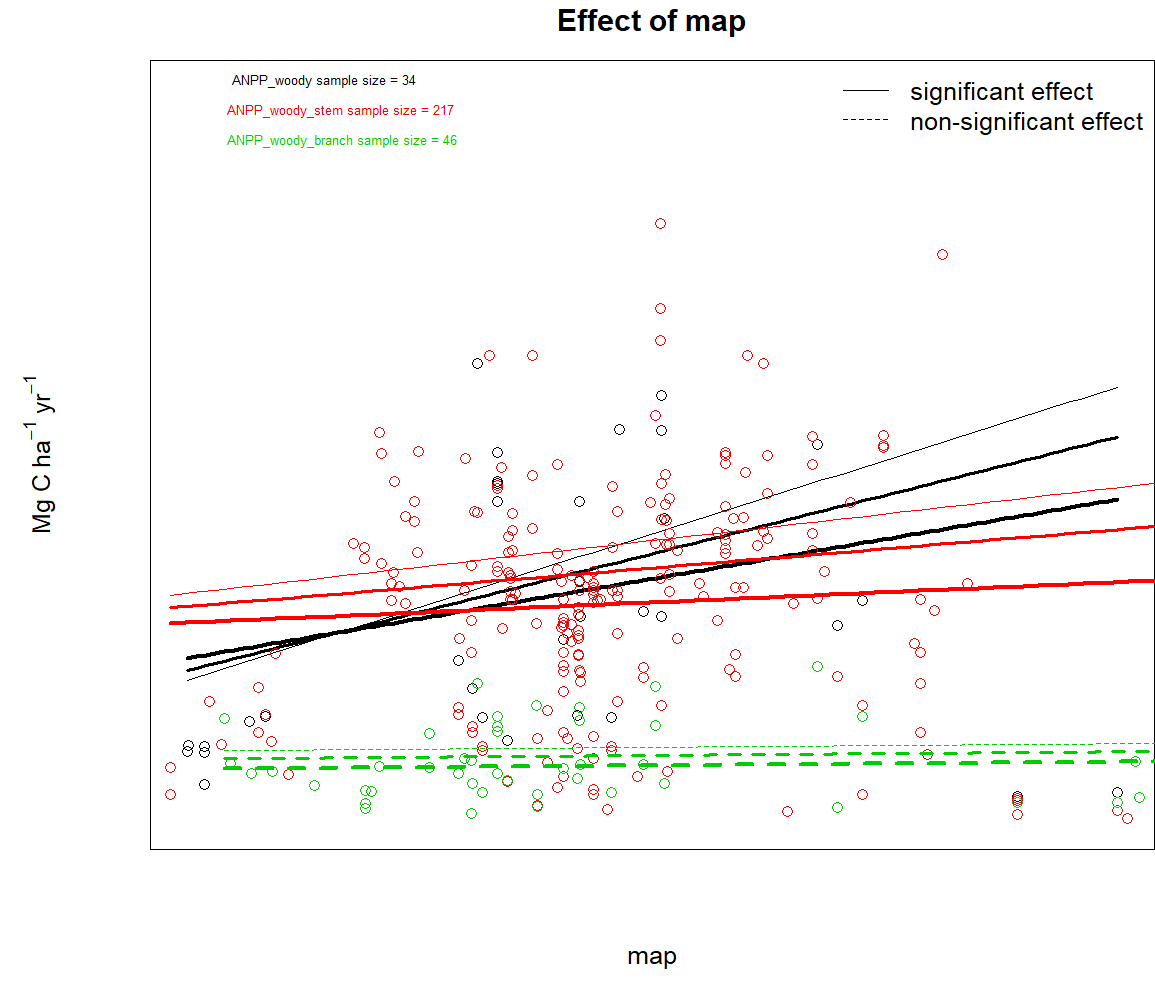 Effect of map
ANPP_woody sample size = 34
ANPP_woody_stem sample size = 217
ANPP_woody_branch sample size = 46
significant effect
non-significant effect
Mg C ha⁻¹ yr⁻¹
map